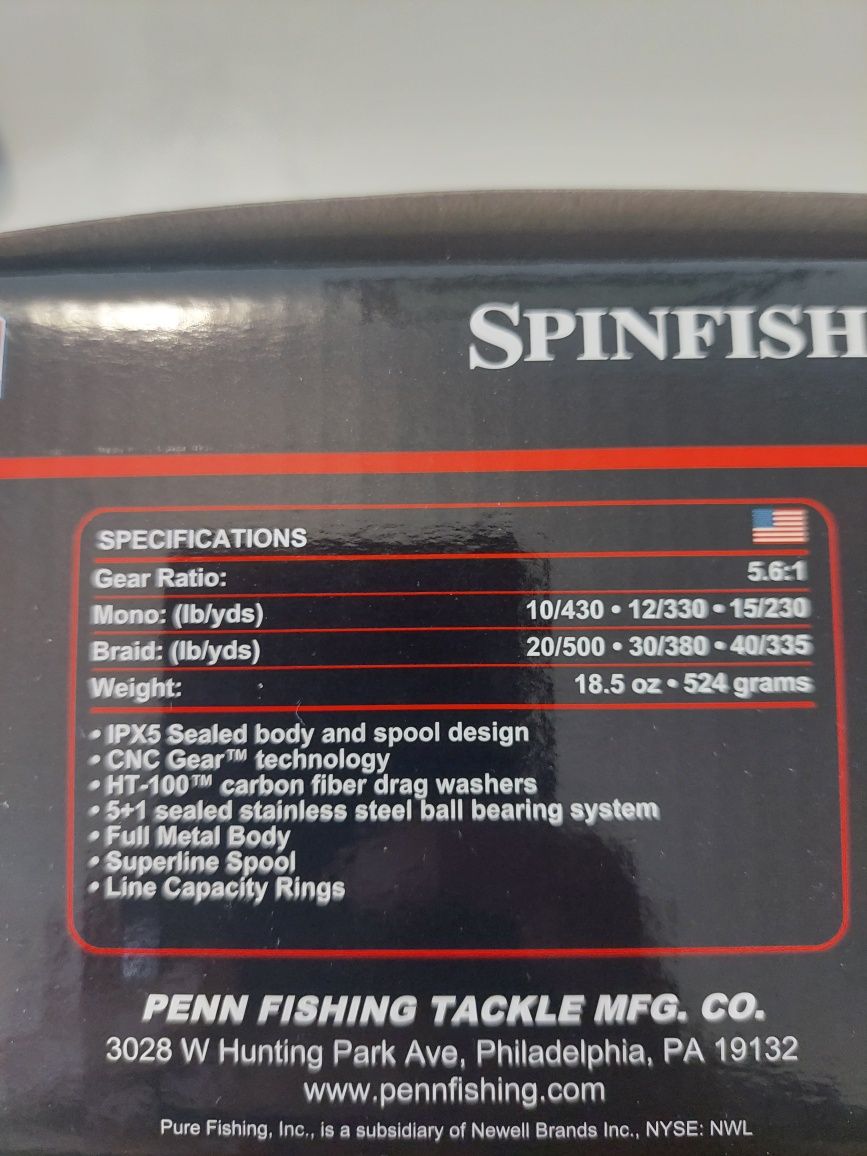 SPINFISH
SPECIFICATIONS
Gear Ratio: 5.6:1
Mono: (lb/yds) 10/430 • 12/330 • 15/230
Braid: (lb/yds) 20/500 • 30/380 • 40/335
Weight: 18.5 oz • 524 grams
• IPX5 Sealed body and spool design
• CNC Gear™ technology
• HT-100™ carbon fiber drag washers
• 5+1 sealed stainless steel ball bearing system
• Full Metal Body
• Superline Spool
• Line Capacity Rings
PENN FISHING TACKLE MFG. CO.
3028 W Hunting Park Ave, Philadelphia, PA 19132
www.pennfishing.com
Pure Fishing, Inc., is a subsidiary of Newell Brands Inc., NYSE: NWL